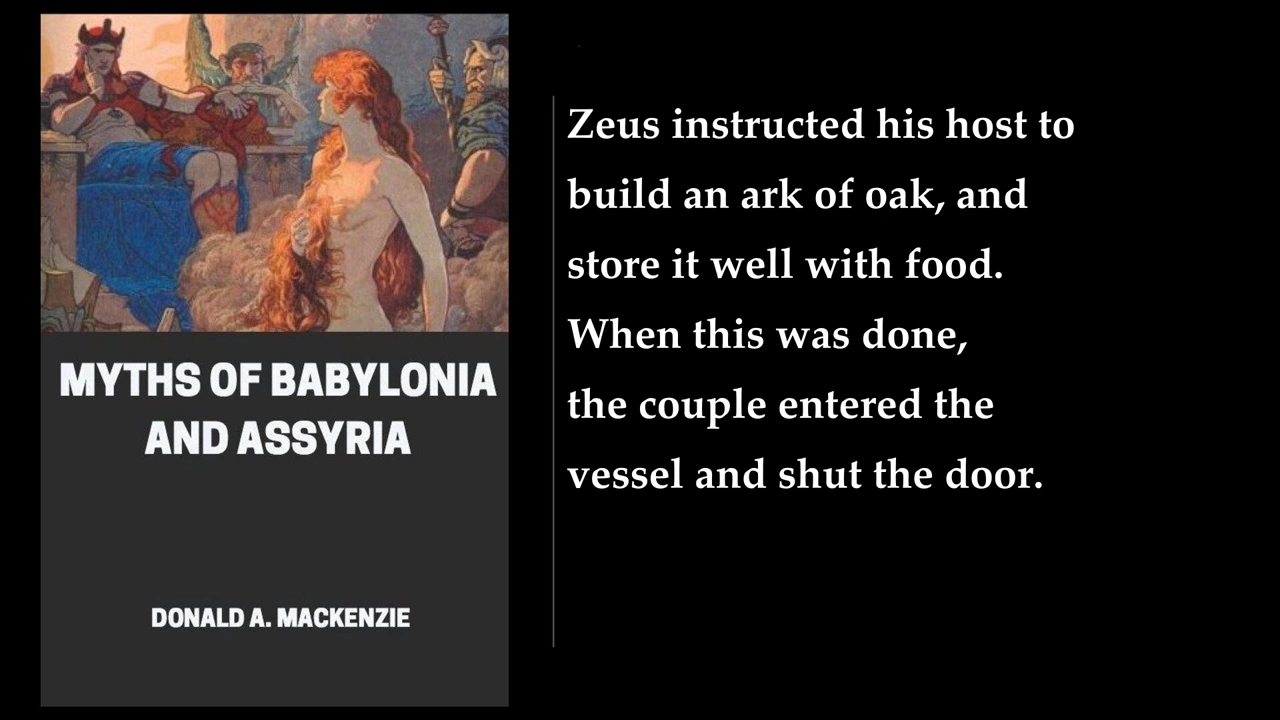 MYTHS OF BABYLONIA
AND ASSYRIA
DONALD A. MACKENZIE
Zeus instructed his host to
build an ark of oak, and
store it well with food.
When this was done,
the couple entered the
vessel and shut the door.